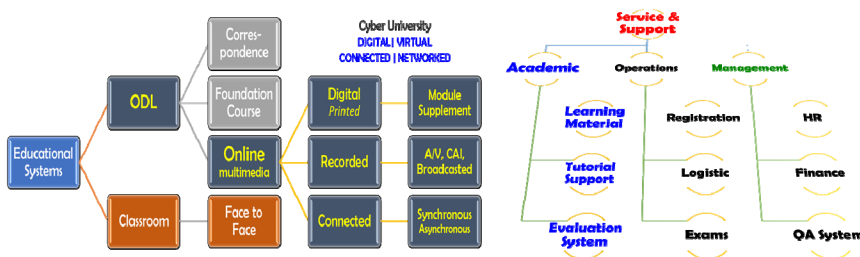 Cyber University
DIGITAL| VIRTUAL
CONNECTED | NETWORKED
Educational
Systems
ODL
Corres-
pondence
Foundation
Course
Online
multimedia
Digital
Printed
Module
Supplement
Recorded
A/V, CAI,
Broadcasted
Connected
Synchronous
Asynchronous
Classroom
Face to
Face
Service &
Support
Academic
Learning
Material
Tutorial
Support
Evaluation
System
Operations
Registration
Logistic
Exams
Management
HR
Finance
QA System